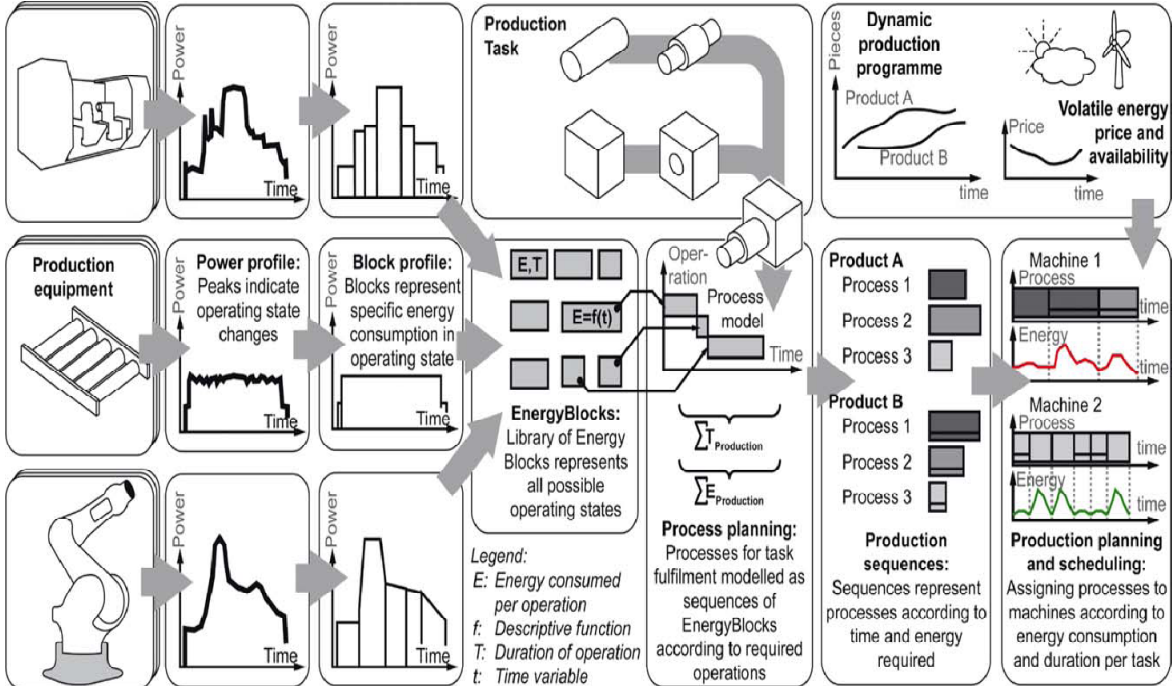 Power
Time
Power
Time
Production
Task
Pieces
Dynamic
production
programme
Product A
Product B
time
Volatile energy
price and
availability
Price
time
Production
equipment
Power
Power profile:
Peaks indicate
operating state
changes
Time
Power
Block profile:
Blocks represent
specific energy
consumption in
operating state
Time
E,T
E=f(t)
EnergyBlocks:
Library of Energy
Blocks represents
all possible
operating states
Oper-
ration
Process
model
Time
∑T Production
∑E Production
Process planning:
Processes for task
fulfilment modelled as
sequences of
EnergyBlocks
according to required
operations
Product A
Process 1
Process 2
Process 3
Product B
Process 1
Process 2
Process 3
Production
sequences:
Sequences represent
processes according to
time and energy
required
Machine 1
Process
time
Energy
time
Machine 2
Process
time
Energy
time
Production planning
and scheduling:
Assigning processes to
machines according to
energy consumption
and duration per task
Power
Time
Power
Time
Legend:
E: Energy consumed
per operation
f: Descriptive function
T: Duration of operation
t: Time variable